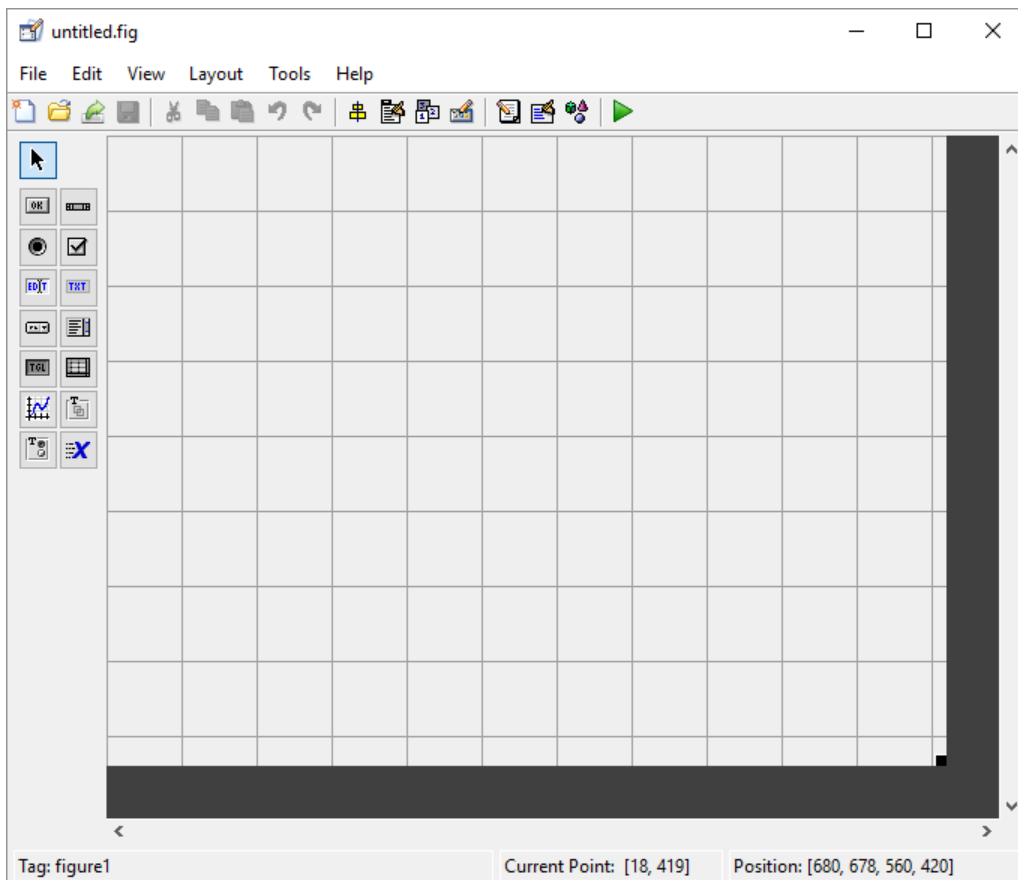 untitled.fig
File Edit View Layout Tools Help
OK
EDIT TXT
TGL
T
T X
Tag: figure1 Current Point: [18, 419] Position: [680, 678, 560, 420]